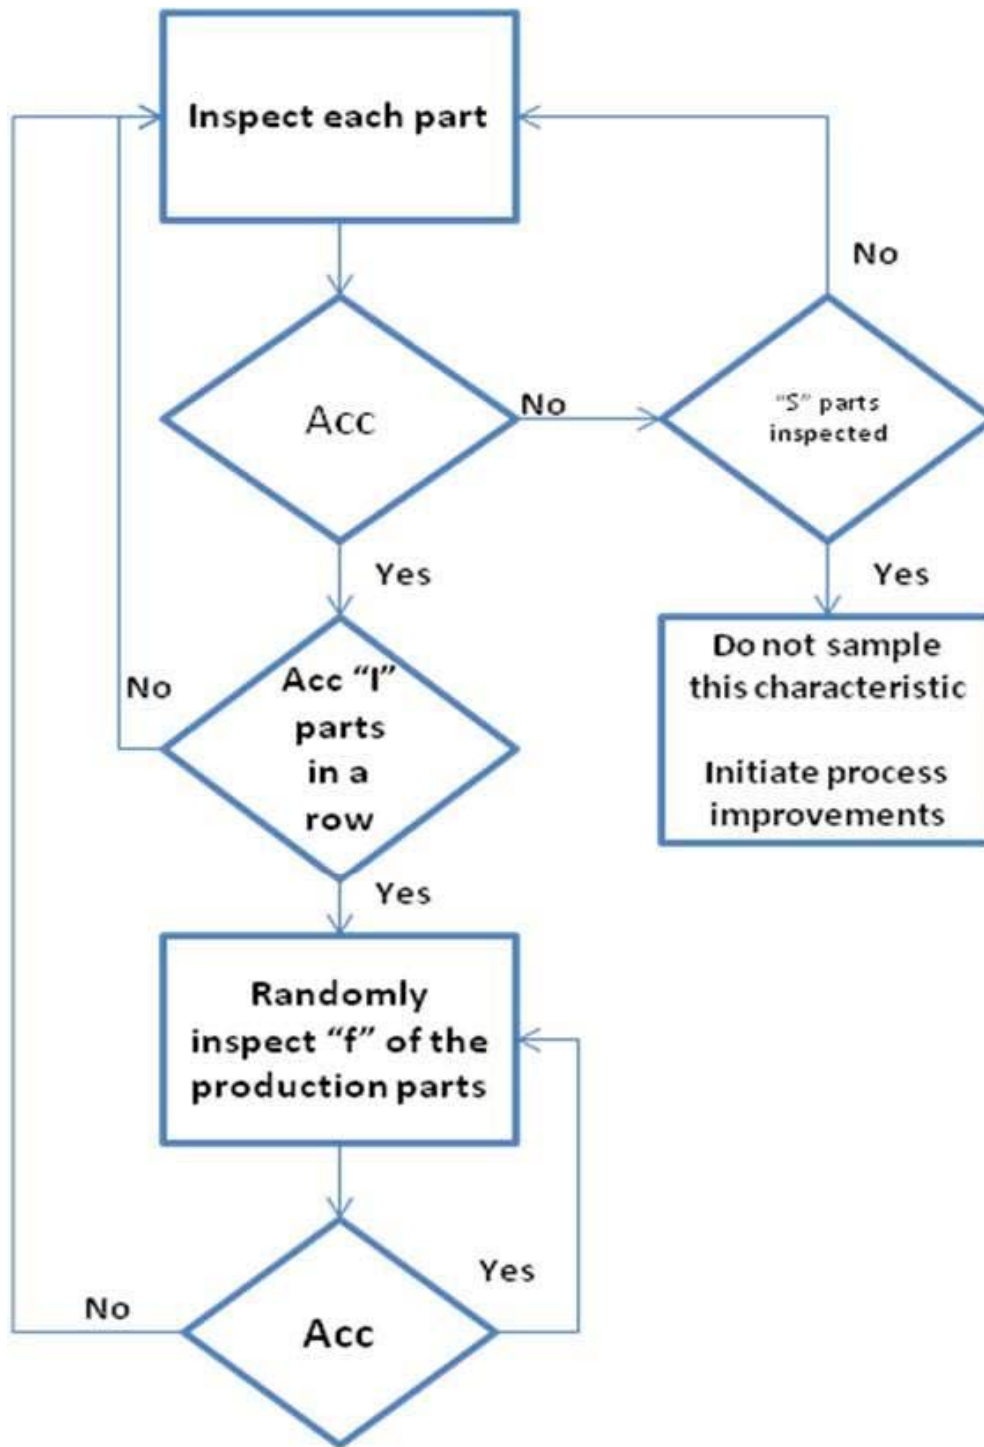 Inspect each part
No
Acc
No
“S” parts
inspected
Yes
Yes
Do not sample
this characteristic
Initiate process
improvements
No
Acc “I”
parts
in a
row
Yes
Randomly
inspect “f” of the
production parts
Yes
No
Acc